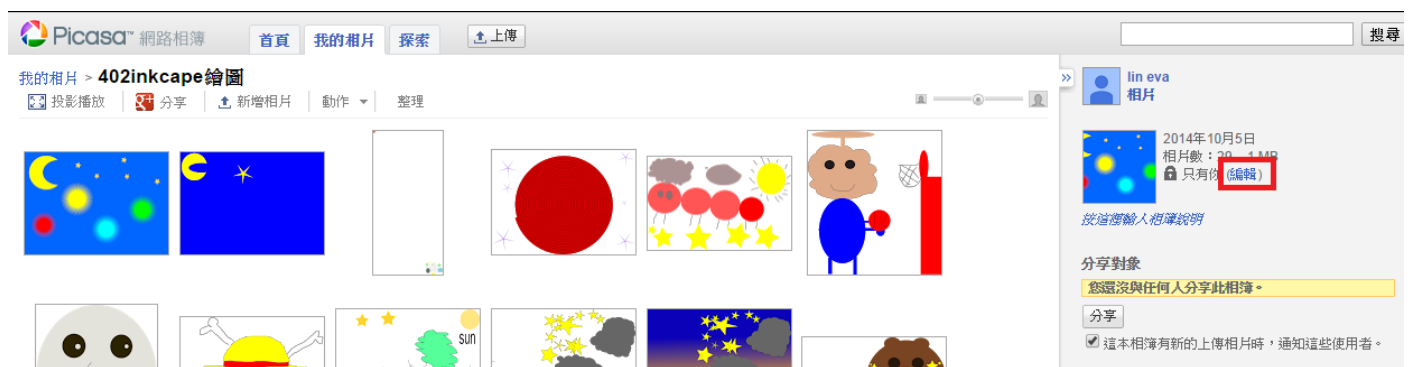 Picasa™ 網路相簿 首頁 我的相片 探索 上傳 搜尋
我的相片 > 402inkcape繪圖
投影播放 分享 新增相片 動作 整理
lin eva
相片
2014年10月5日
相片數：
只有你 (編輯)
按這裡輸入相簿說明
分享對象
您還沒與任何人分享此相簿。
分享
這本相簿有新的上傳相片時，通知這些使用者。
sun